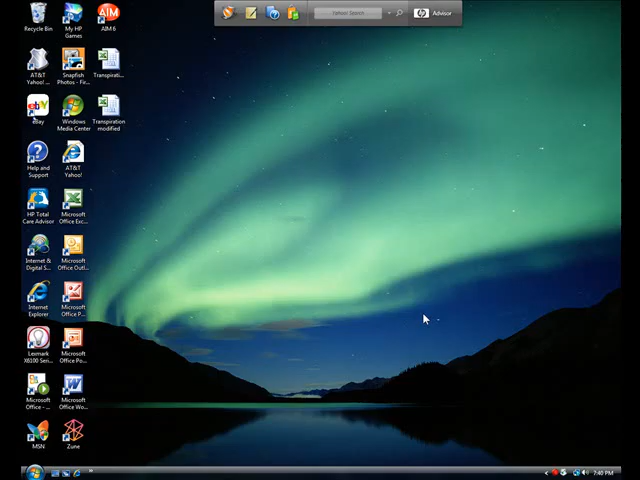 Yahoo! Search
Advisor
Recycle Bin
My HP
Games
AIM 6
AT&T
Yahoo! ...
Snapfish
Photos - Fir...
Transpirati...
eBay
Windows
Media Center
Transpiration
modified
Help and
Support
AT&T
Yahoo!
HP Total
Care Advisor
Microsoft
Office Exc...
Internet &
Digital S...
Microsoft
Office Outl...
Internet
Explorer
Microsoft
Office P...
Lexmark
X6100 Seri...
Microsoft
Office Po...
Microsoft
Office - ...
Microsoft
Office Wo...
MSN
Zune
7:40 PM